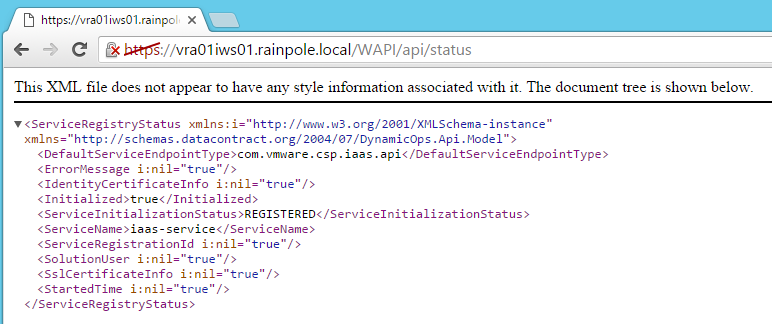 https://vra01iws01.rainpol
https://vra01iws01.rainpole.local/WAPI/api/status
This XML file does not appear to have any style information associated with it. The document tree is shown below.
▼<ServiceRegistryStatus xmlns:i="http://www.w3.org/2001/XMLSchema-instance"
xmlns="http://schemas.datacontract.org/2004/07/DynamicOps.Api.Model">
<DefaultServiceEndpointType>com.vmware.csp.iaas.api</DefaultServiceEndpointType>
<ErrorMessage i:nil="true"/>
<IdentityCertificateInfo i:nil="true"/>
<Initialized>true</Initialized>
<ServiceInitializationStatus>REGISTERED</ServiceInitializationStatus>
<ServiceName>iaas-service</ServiceName>
<ServiceRegistrationId i:nil="true"/>
<SolutionUser i:nil="true"/>
<SslCertificateInfo i:nil="true"/>
<StartedTime i:nil="true"/>
</ServiceRegistryStatus>